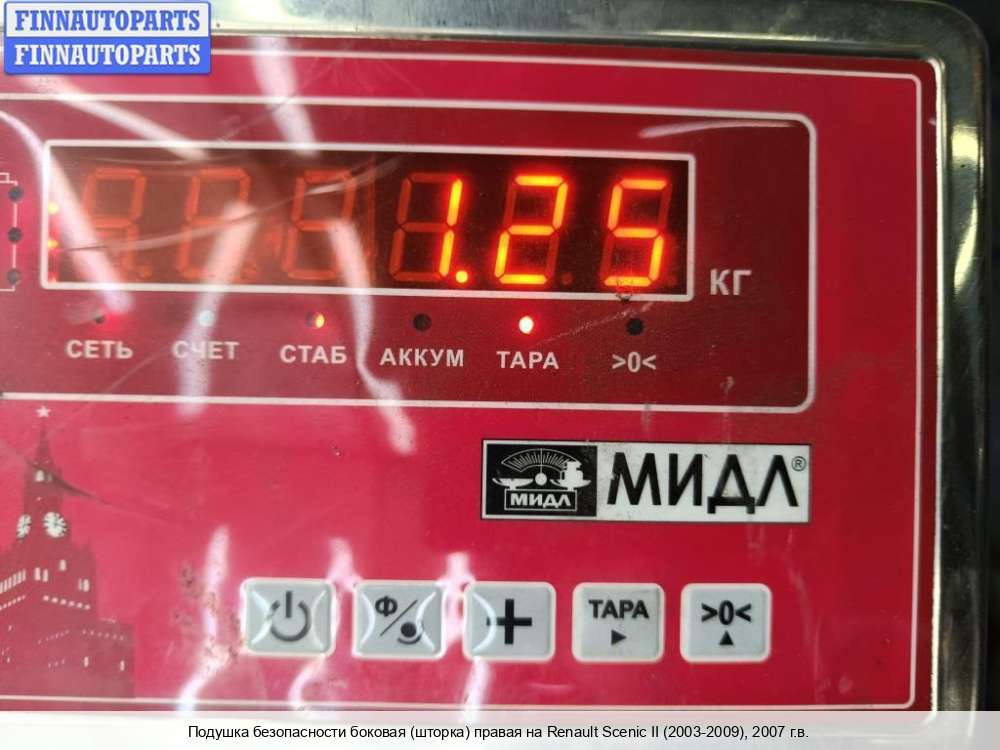 FINNAUTOPARTS
FINNAUTOPARTS
1.25
КГ
СЕТЬ СЧЕТ СТАБ АККУМ ТАРА >0<
МИДЛ МИДЛ®
Ф/ ТАРА >0<
Подушка безопасности боковая (шторка) правая на Renault Scenic II (2003-2009), 2007 г.в.